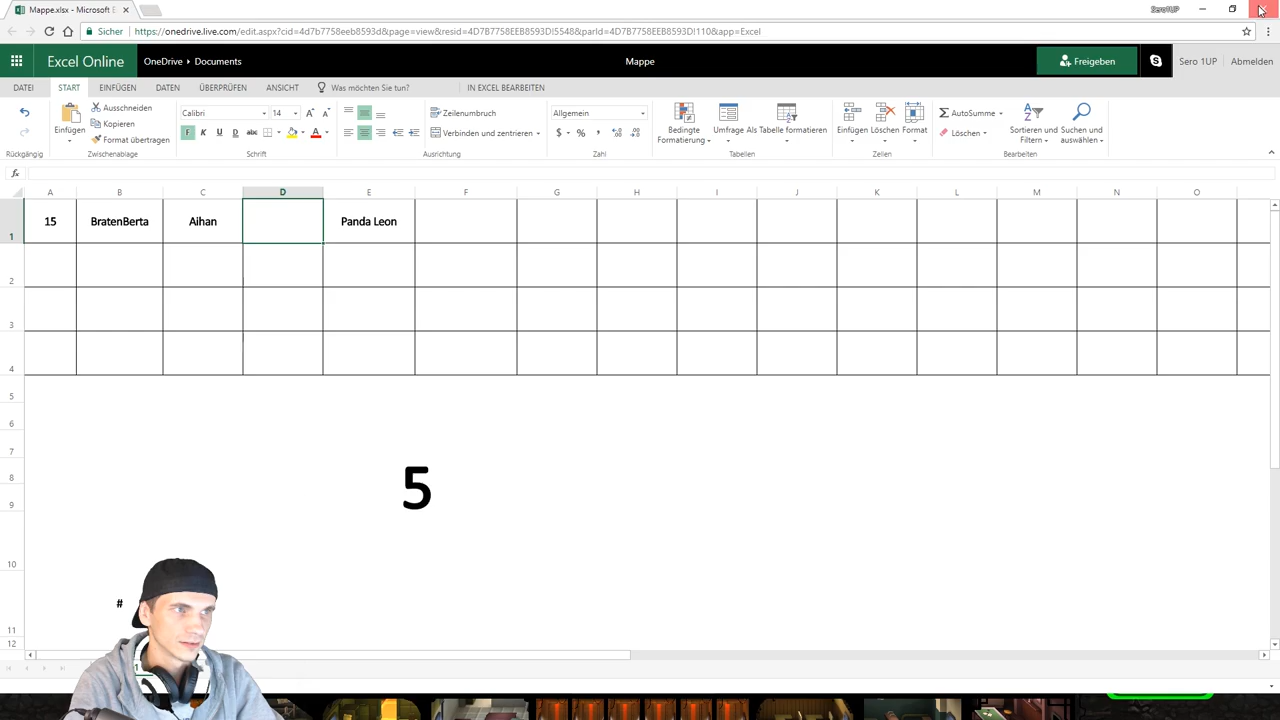 Mappe.xlsx - Microsoft E
Sero1UP
Sicher https://onedrive.live.com/edit.aspx?cid=4d7b7758eeb8593d&page=view&resid=4D7B7758EEB8593D!5548&parId=4D7B7758EEB8593D!110&app=Excel
Excel Online OneDrive Documents Mappe Freigeben Sero 1UP Abmelden
DATEI START EINFÜGEN DATEN ÜBERPRÜFEN ANSICHT Was möchten Sie tun? IN EXCEL BEARBEITEN
Ausschneiden
Kopieren
Format übertragen
Einfügen
Calibri 14
Zeilenumbruch
Verbinden und zentrieren
Allgemein
Bedingte Formatierung
Umfrage
Als Tabelle formatieren
Einfügen Löschen Format
AutoSumme
Löschen
Sortieren und Filtern
Suchen und auswählen
Rückgängig Zwischenablage Schrift Ausrichtung Zahl Tabellen Zellen Bearbeiten
fx
A B C D E F G H I J K L M N O
1 15 BratenBerta Aihan Panda Leon
2
3
4
5
6
7
8
5
9
10
#
11
12